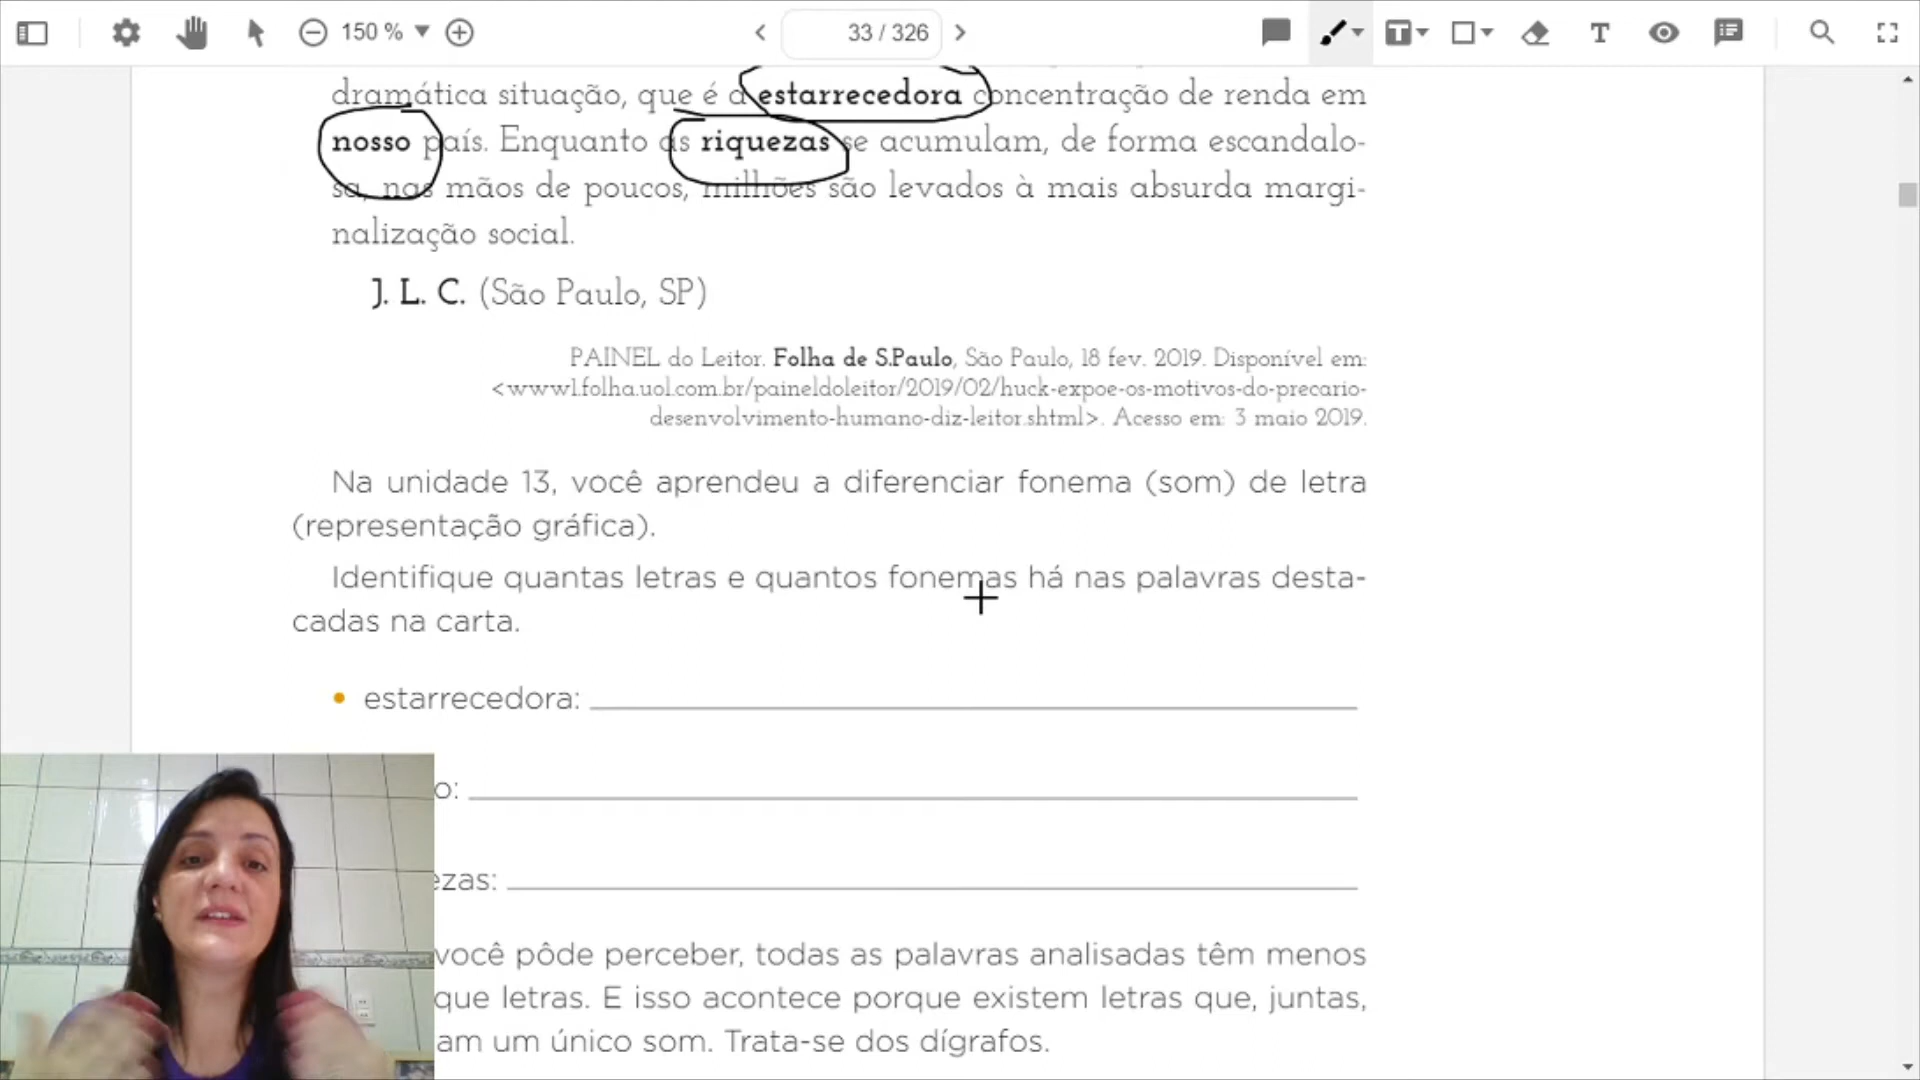 150 %
33 / 326
dramática situação, que é a estarrecedora concentração de renda em
nosso país. Enquanto as riquezas se acumulam, de forma escandalo-
sa, nas mãos de poucos, milhões são levados à mais absurda margi-
nalização social.
J. L. C. (São Paulo, SP)
PAINEL do Leitor. Folha de S.Paulo, São Paulo, 18 fev. 2019. Disponível em:
<www1.folha.uol.com.br/paineldoleitor/2019/02/huck-expoe-os-motivos-do-precario-
desenvolvimento-humano-diz-leitor.shtml>. Acesso em: 3 maio 2019.
Na unidade 13, você aprendeu a diferenciar fonema (som) de letra
(representação gráfica).
Identifique quantas letras e quantos fonemas há nas palavras desta-
cadas na carta.
• estarrecedora:
o:
ezas:
você pôde perceber, todas as palavras analisadas têm menos
que letras. E isso acontece porque existem letras que, juntas,
am um único som. Trata-se dos dígrafos.